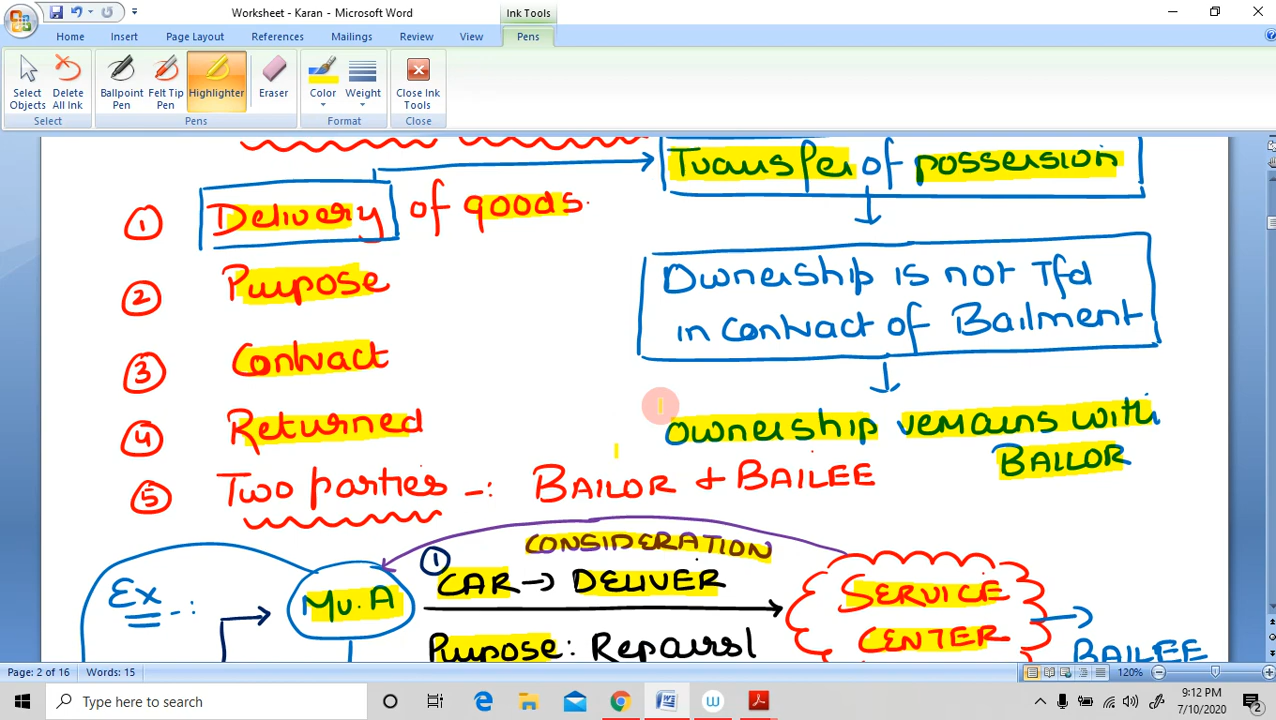 Worksheet - Karan - Microsoft Word
Ink Tools
Home Insert Page Layout References Mailings Review View Pens
Select Objects
Delete All Ink
Ballpoint Pen
Felt Tip Pen
Highlighter
Eraser
Color
Weight
Close Ink Tools
Select Pens Format Close
Transfer of possession
① Delivery of goods.
② Purpose
Ownership is not Tfd
in contract of Bailment
③ Contract
④ Returned
ownership remains with
BAILOR
⑤ Two parties -: BAILOR & BAILEE
CONSIDERATION
Ex -:
Mr. A
① CAR → DELIVER
SERVICE
CENTER
Purpose: Repairs
BAILEE
Page: 2 of 16 Words: 15 120%
Type here to search
9:12 PM
7/10/2020
2